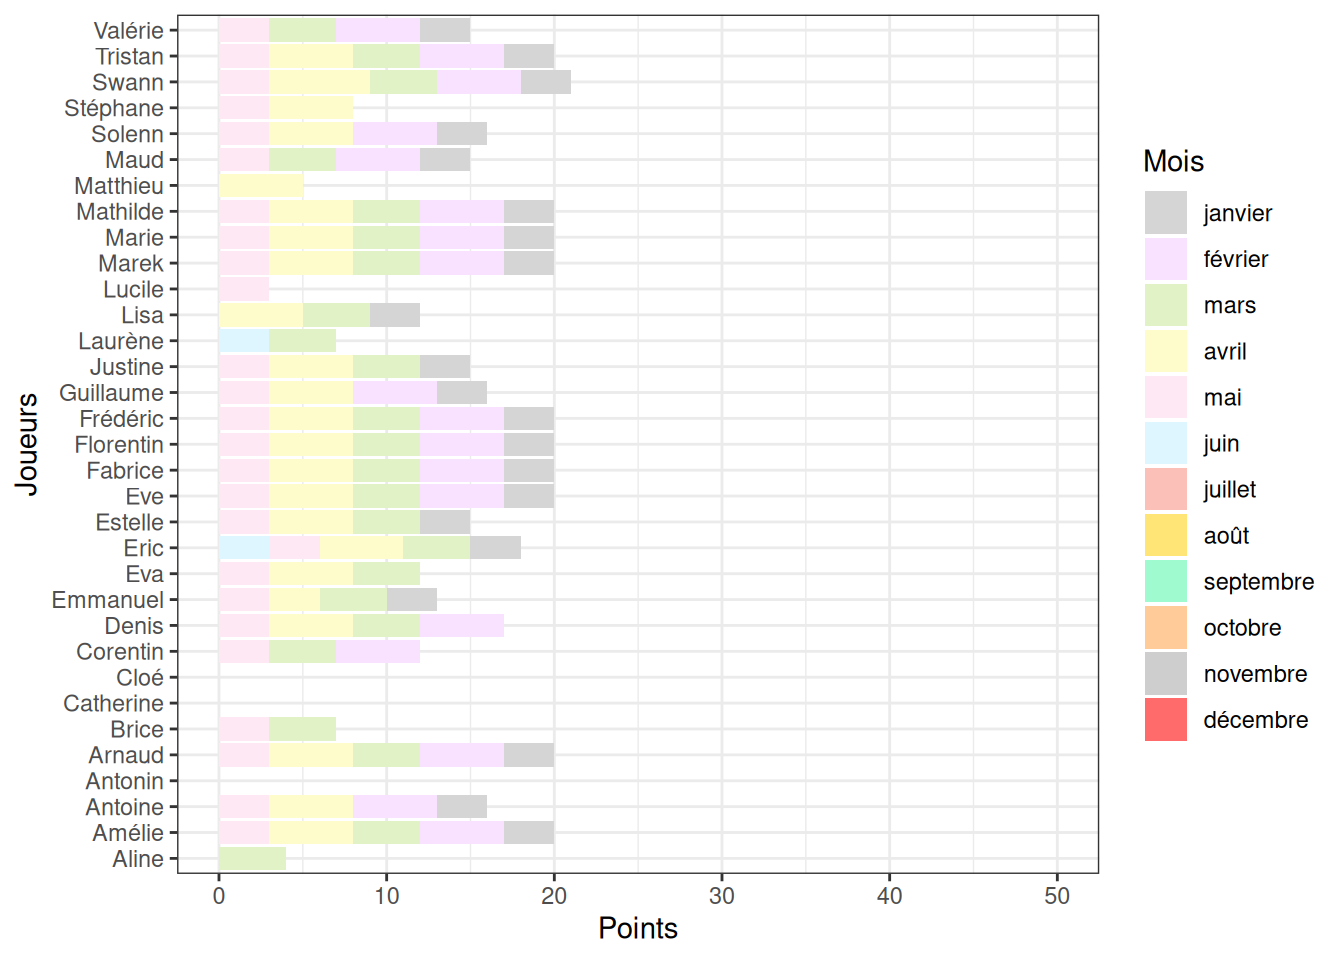 Joueurs
Valérie
Tristan
Swann
Stéphane
Solenn
Maud
Matthieu
Mathilde
Marie
Marek
Lucile
Lisa
Laurène
Justine
Guillaume
Frédéric
Florentin
Fabrice
Eve
Estelle
Eric
Eva
Emmanuel
Denis
Corentin
Cloé
Catherine
Brice
Arnaud
Antonin
Antoine
Amélie
Aline
0 10 20 30 40 50
Points
Mois
janvier
février
mars
avril
mai
juin
juillet
août
septembre
octobre
novembre
décembre